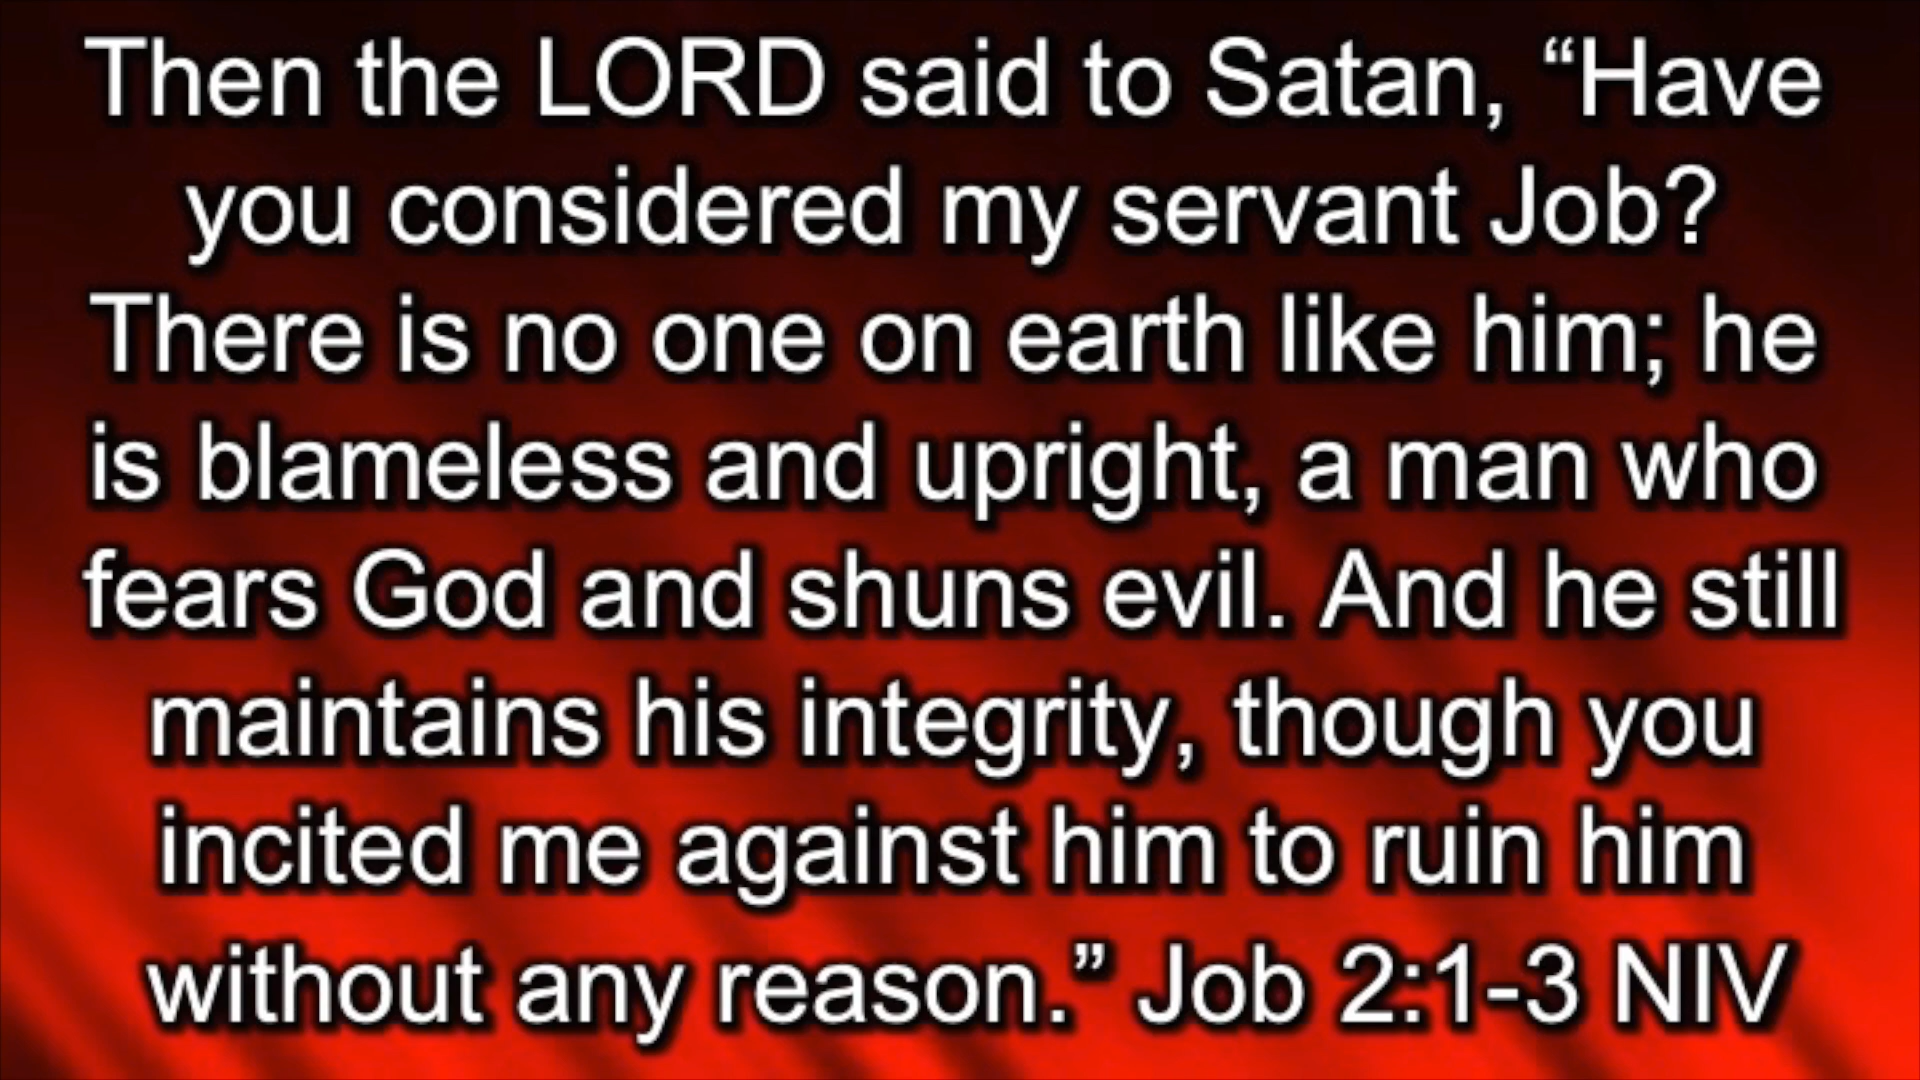 Then the LORD said to Satan, “Have
you considered my servant Job?
There is no one on earth like him; he
is blameless and upright, a man who
fears God and shuns evil. And he still
maintains his integrity, though you
incited me against him to ruin him
without any reason.” Job 2:1-3 NIV